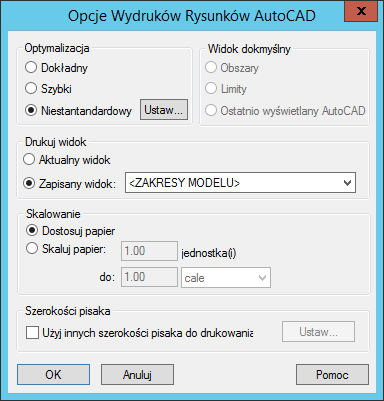 Opcje Wydruków Rysunków AutoCAD
x
Optymalizacja
Dokładny
Szybki
Niestantandardowy
Ustaw...
Widok dokmyślny
Obszary
Limity
Ostatnio wyświetlany AutoCAD
Drukuj widok
Aktualny widok
Zapisany widok:
<ZAKRESY MODELU>
Skalowanie
Dostosuj papier
Skaluj papier:
1.00
jednostka(i)
do:
1.00
cale
Szerokości pisaka
Użyj innych szerokości pisaka do drukowania
Ustaw...
OK
Anuluj
Pomoc